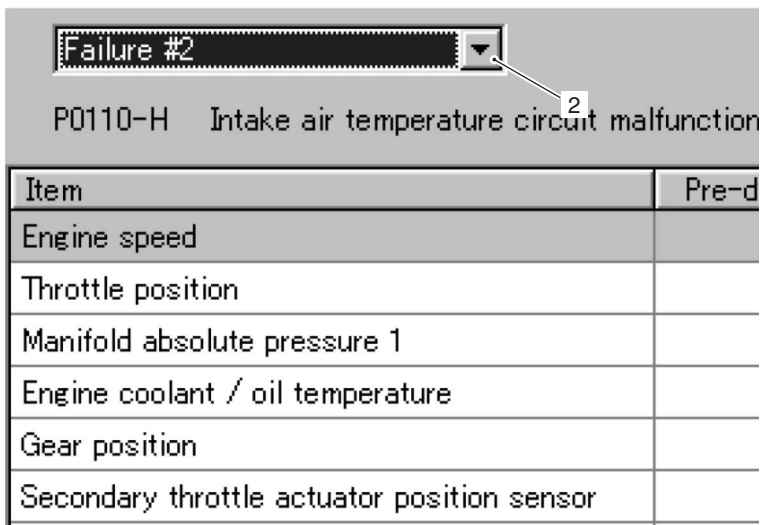 Failure #2
2
P0110-H Intake air temperature circuit malfunction
Item Pre-d
Engine speed
Throttle position
Manifold absolute pressure 1
Engine coolant / oil temperature
Gear position
Secondary throttle actuator position sensor